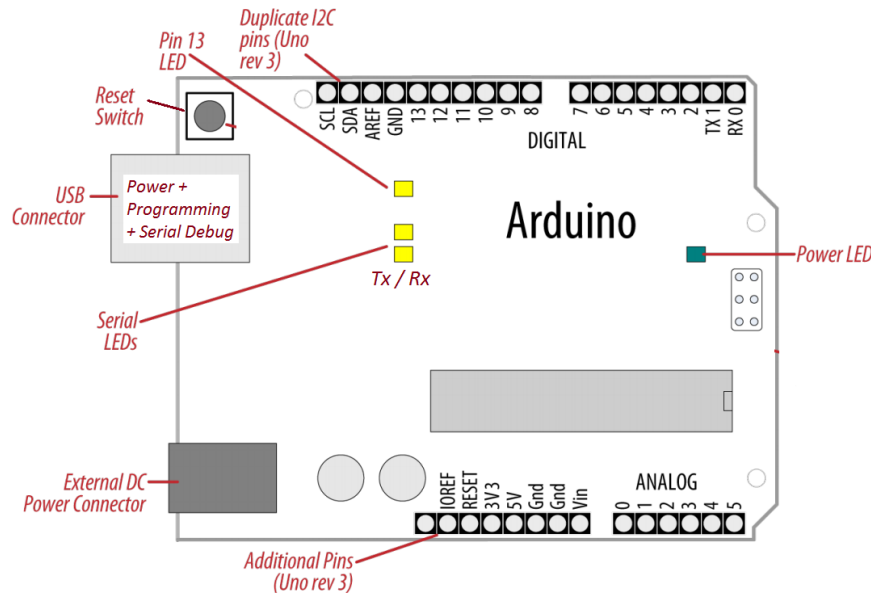 Duplicate I2C
pins (Uno
rev 3)
Pin 13
LED
Reset
Switch
SCL
SDA
AREF
GND
13
12
11
10
9
8
7
6
5
4
3
2
TX 1
RX 0
DIGITAL
USB
Connector
Power +
Programming
+ Serial Debug
Arduino
Power LED
Tx / Rx
Serial
LEDs
External DC
Power Connector
IOREF
RESET
3V3
5V
Gnd
Gnd
Vin
ANALOG
0
1
2
3
4
5
Additional Pins
(Uno rev 3)